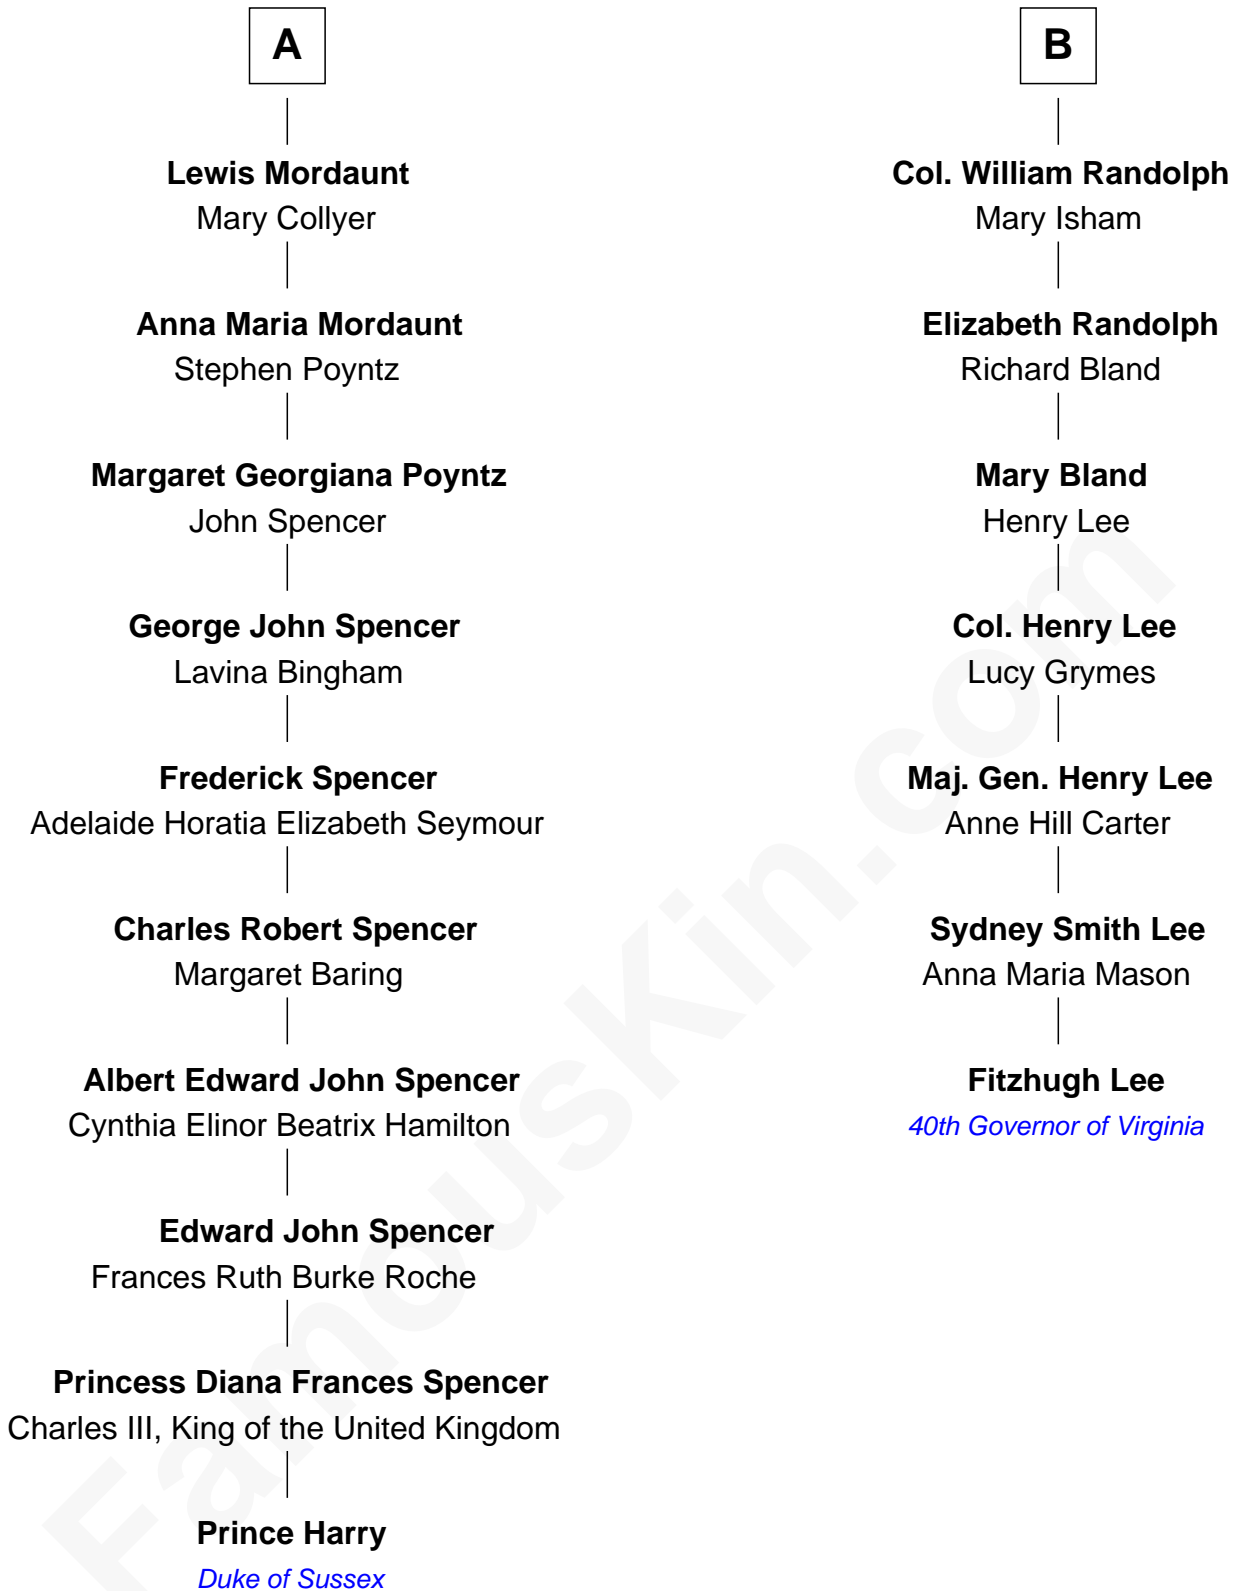 A
Lewis Mordaunt
Mary Collyer
Anna Maria Mordaunt
Stephen Poyntz
Margaret Georgiana Poyntz
John Spencer
George John Spencer
Lavina Bingham
Frederick Spencer
Adelaide Horatia Elizabeth Seymour
Charles Robert Spencer
Margaret Baring
Albert Edward John Spencer
Cynthia Elinor Beatrix Hamilton
Edward John Spencer
Frances Ruth Burke Roche
Princess Diana Frances Spencer
Charles III, King of the United Kingdom
Prince Harry
Duke of Sussex
B
Col. William Randolph
Mary Isham
Elizabeth Randolph
Richard Bland
Mary Bland
Henry Lee
Col. Henry Lee
Lucy Grymes
Maj. Gen. Henry Lee
Anne Hill Carter
Sydney Smith Lee
Anna Maria Mason
Fitzhugh Lee
40th Governor of Virginia
FamousKin.com